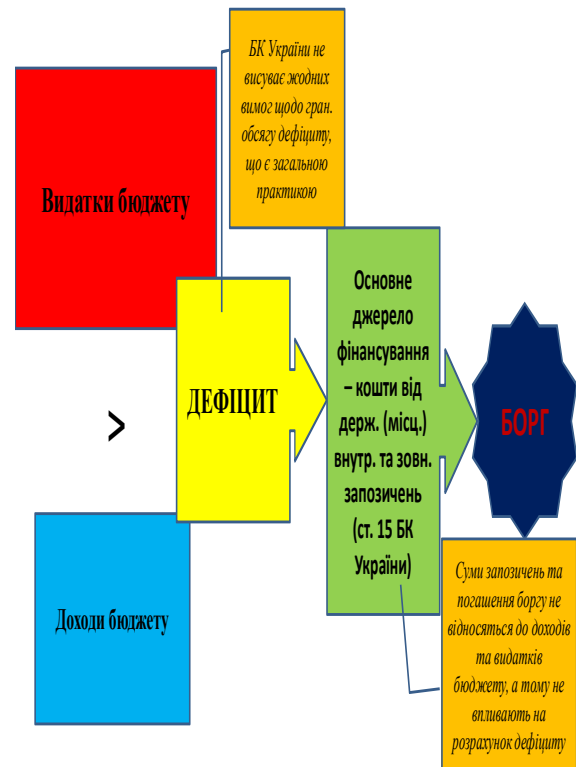 БК України не
висуває жодних
вимог щодо гран.
обсягу дефіциту,
що є загальною
практикою
Видатки бюджету
ДЕФІЦИТ
>
Доходи бюджету
Основне
джерело
фінансування
– кошти від
держ. (місц.)
внутр. та зовн.
запозичень
(ст. 15 БК
України)
БОРГ
Суми запозичень та
погашення боргу не
відносяться до доходів
та видатків
бюджету, а тому не
впливають на
розрахунок дефіциту